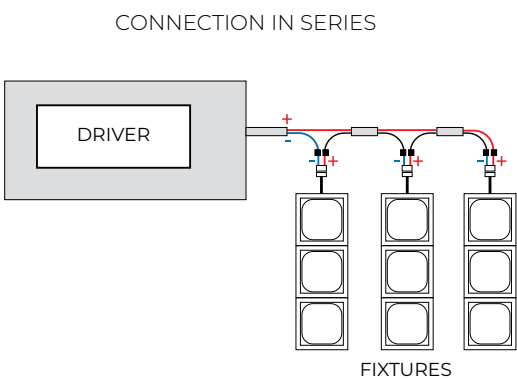 CONNECTION IN SERIES
+
-
DRIVER
- +
- +
- +
FIXTURES